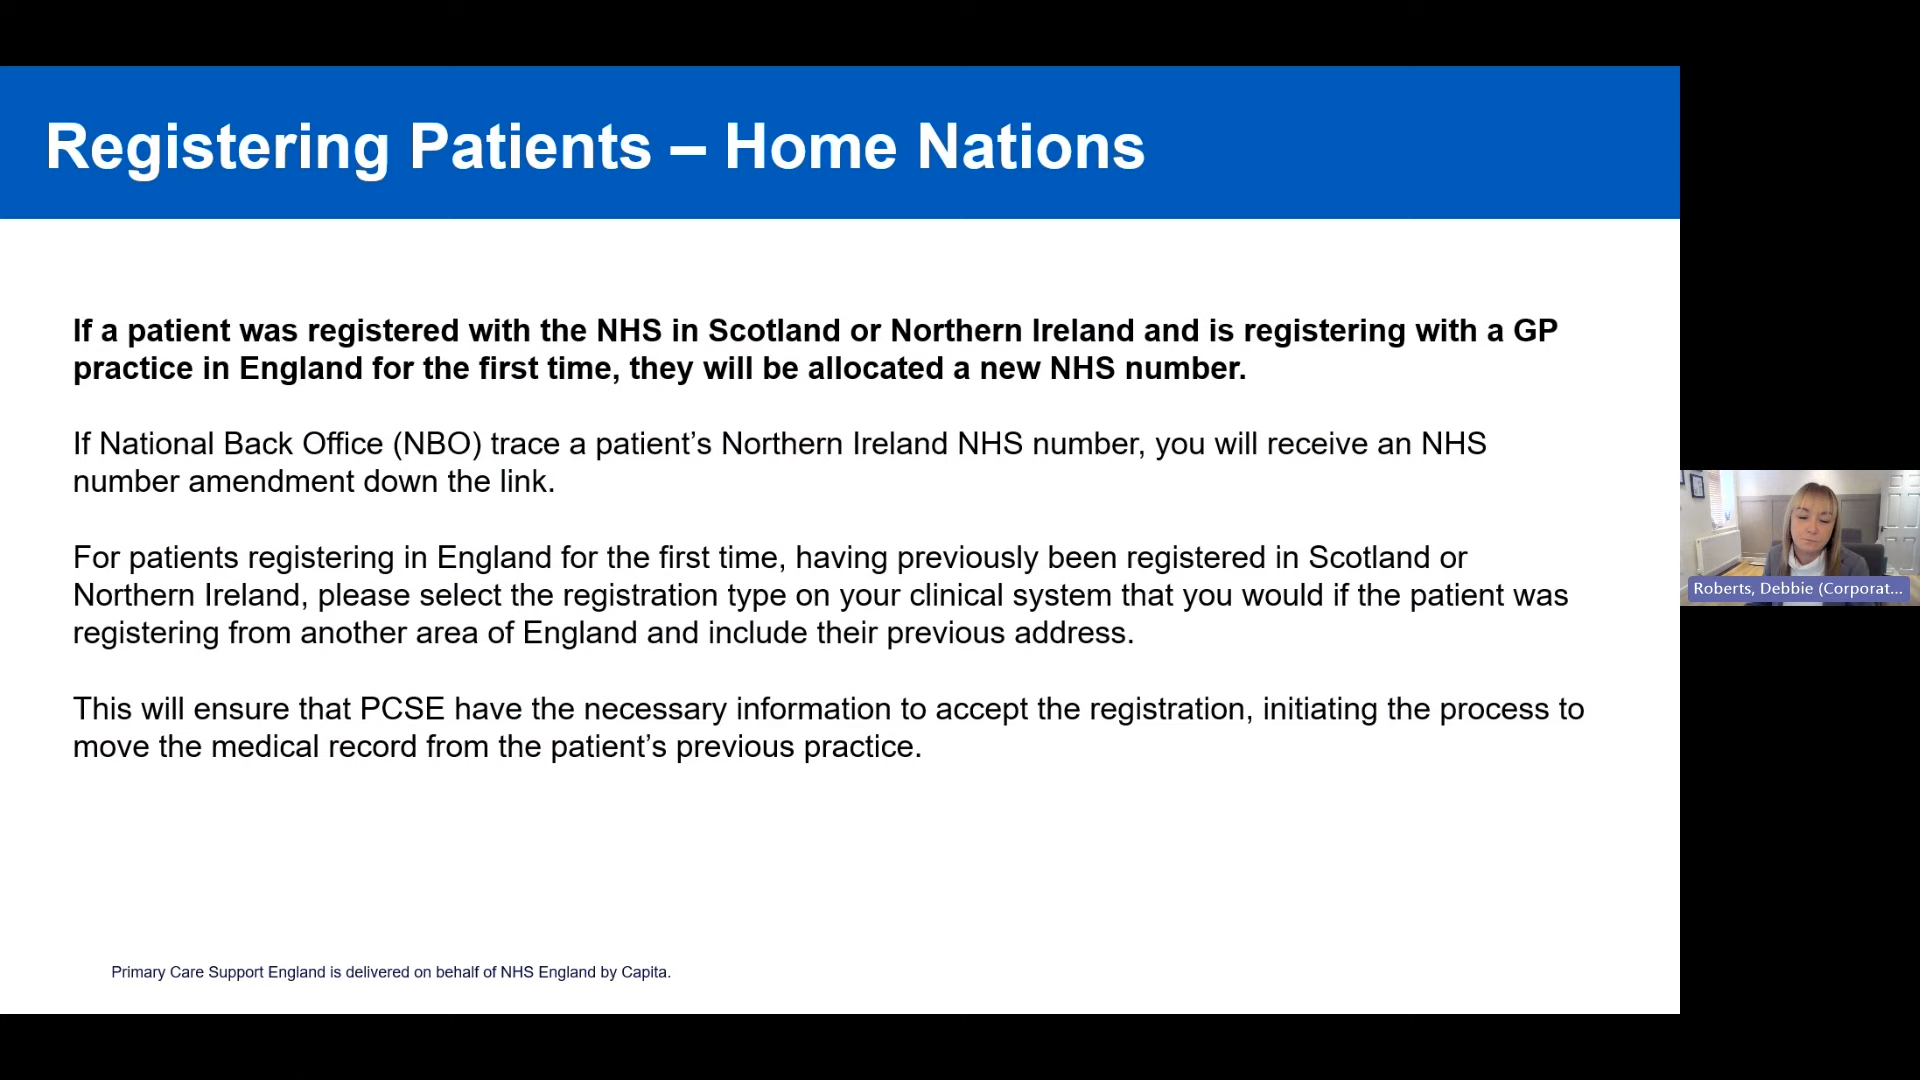 Registering Patients – Home Nations
If a patient was registered with the NHS in Scotland or Northern Ireland and is registering with a GP
practice in England for the first time, they will be allocated a new NHS number.
If National Back Office (NBO) trace a patient’s Northern Ireland NHS number, you will receive an NHS
number amendment down the link.
For patients registering in England for the first time, having previously been registered in Scotland or
Northern Ireland, please select the registration type on your clinical system that you would if the patient was
registering from another area of England and include their previous address.
This will ensure that PCSE have the necessary information to accept the registration, initiating the process to
move the medical record from the patient’s previous practice.
Primary Care Support England is delivered on behalf of NHS England by Capita.
Roberts, Debbie (Corporat...